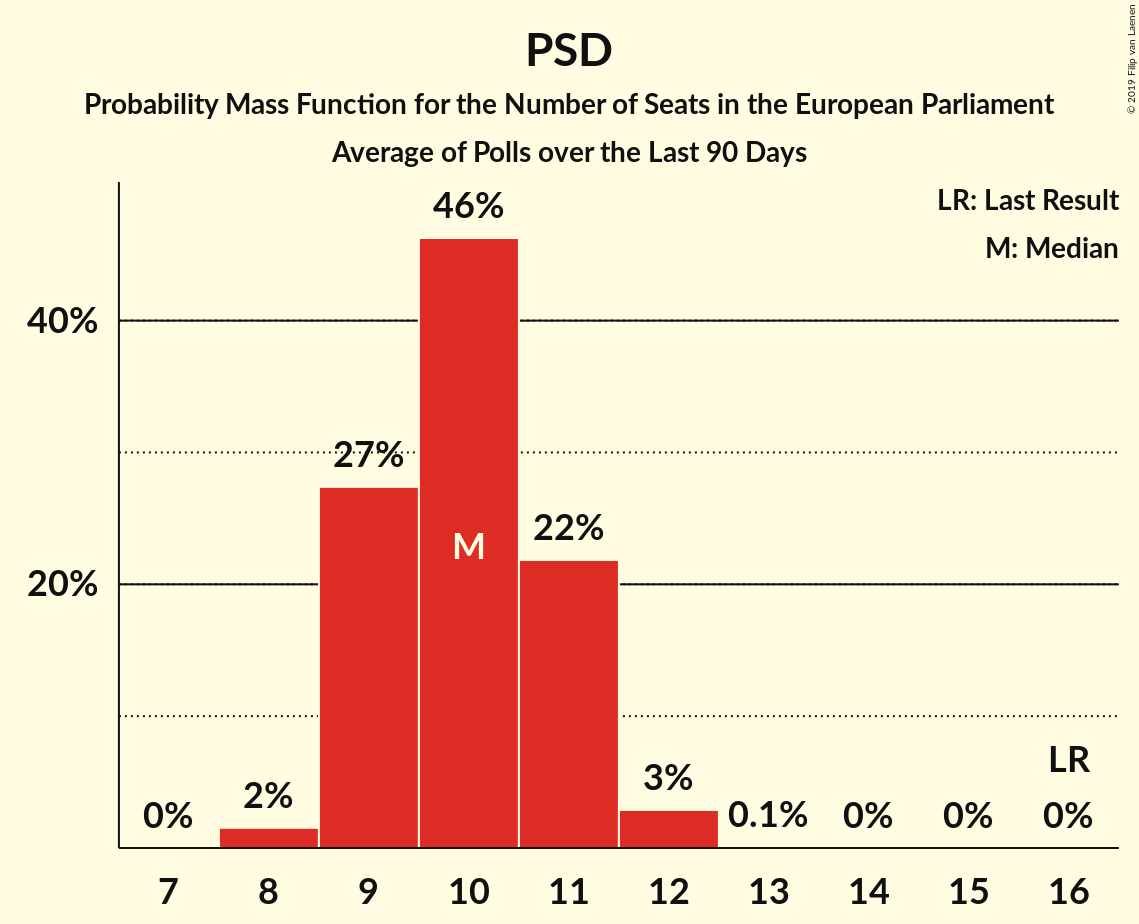 © 2019 Filip van Laenen
PSD
Probability Mass Function for the Number of Seats in the European Parliament
Average of Polls over the Last 90 Days
LR: Last Result
M: Median
46%
40%
27%
22%
M
20%
LR
0%
2%
3%
0.1%
0%
0%
0%
7 8 9 10 11 12 13 14 15 16